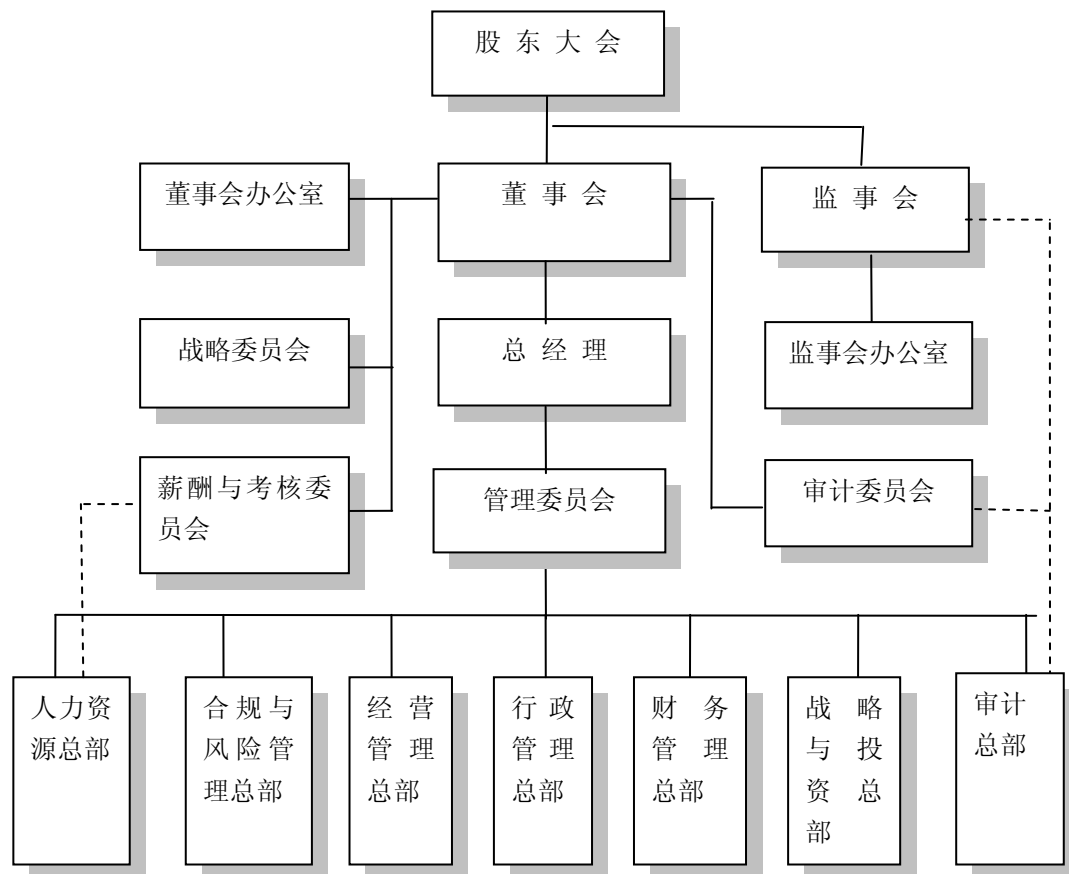 股东大会
董事会办公室
董事会
监事会
战略委员会
总经理
监事会办公室
薪酬与考核委
员会
管理委员会
审计委员会
人力资
源总部
合规与
风险管
理总部
经营
管理
总部
行政
管理
总部
财务
管理
总部
战略
与投
资总
部
审计
总部